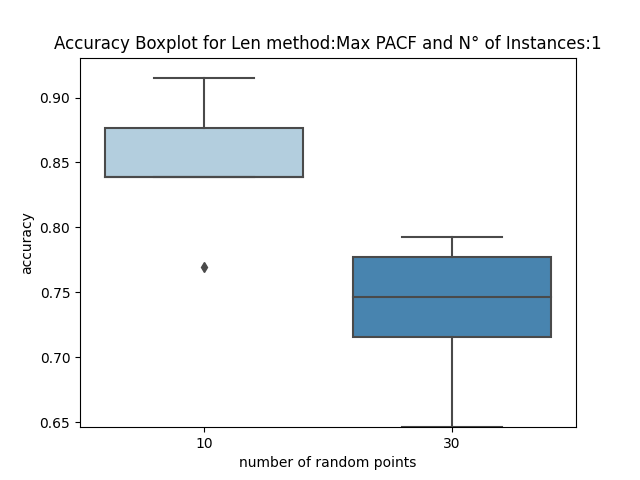 Accuracy Boxplot for Len method:Max PACF and N° of Instances:1
0.90
0.85
0.80
0.75
0.70
0.65
accuracy
10 30
number of random points